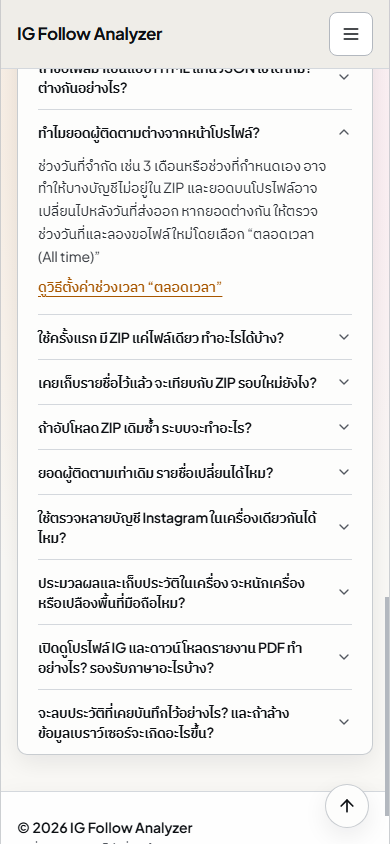 IG Follow Analyzer
ต่างกันอย่างไร?
ทำไมยอดผู้ติดตามต่างจากหน้าโปรไฟล์?
ช่วงวันที่จำกัด เช่น 3 เดือนหรือช่วงที่กำหนดเอง อาจ
ทำให้บางบัญชีไม่อยู่ใน ZIP และยอดบนโปรไฟล์อาจ
เปลี่ยนไปหลังวันที่ส่งออก หากยอดต่างกัน ให้ตรวจ
ช่วงวันที่และลองขอไฟล์ใหม่โดยเลือก “ตลอดเวลา
(All time)”
ดูวิธีตั้งค่าช่วงเวลา “ตลอดเวลา”
ใช้ครั้งแรก มี ZIP แค่ไฟล์เดียว ทำอะไรได้บ้าง?
เคยเก็บรายชื่อไว้แล้ว จะเทียบกับ ZIP รอบใหม่ยังไง?
ถ้าอัปโหลด ZIP เดิมซ้ำ ระบบจะทำอะไร?
ยอดผู้ติดตามเท่าเดิม รายชื่อเปลี่ยนได้ไหม?
ใช้ตรวจหลายบัญชี Instagram ในเครื่องเดียวกันได้
ไหม?
ประมวลผลและเก็บประวัติในเครื่อง จะหนักเครื่อง
หรือเปลืองพื้นที่มือถือไหม?
เปิดดูโปรไฟล์ IG และดาวน์โหลดรายงาน PDF ทำ
อย่างไร? รองรับภาษาอะไรบ้าง?
จะลบประวัติที่เคยบันทึกไว้อย่างไร? และถ้าล้าง
ข้อมูลเบราว์เซอร์จะเกิดอะไรขึ้น?
© 2026 IG Follow Analyzer